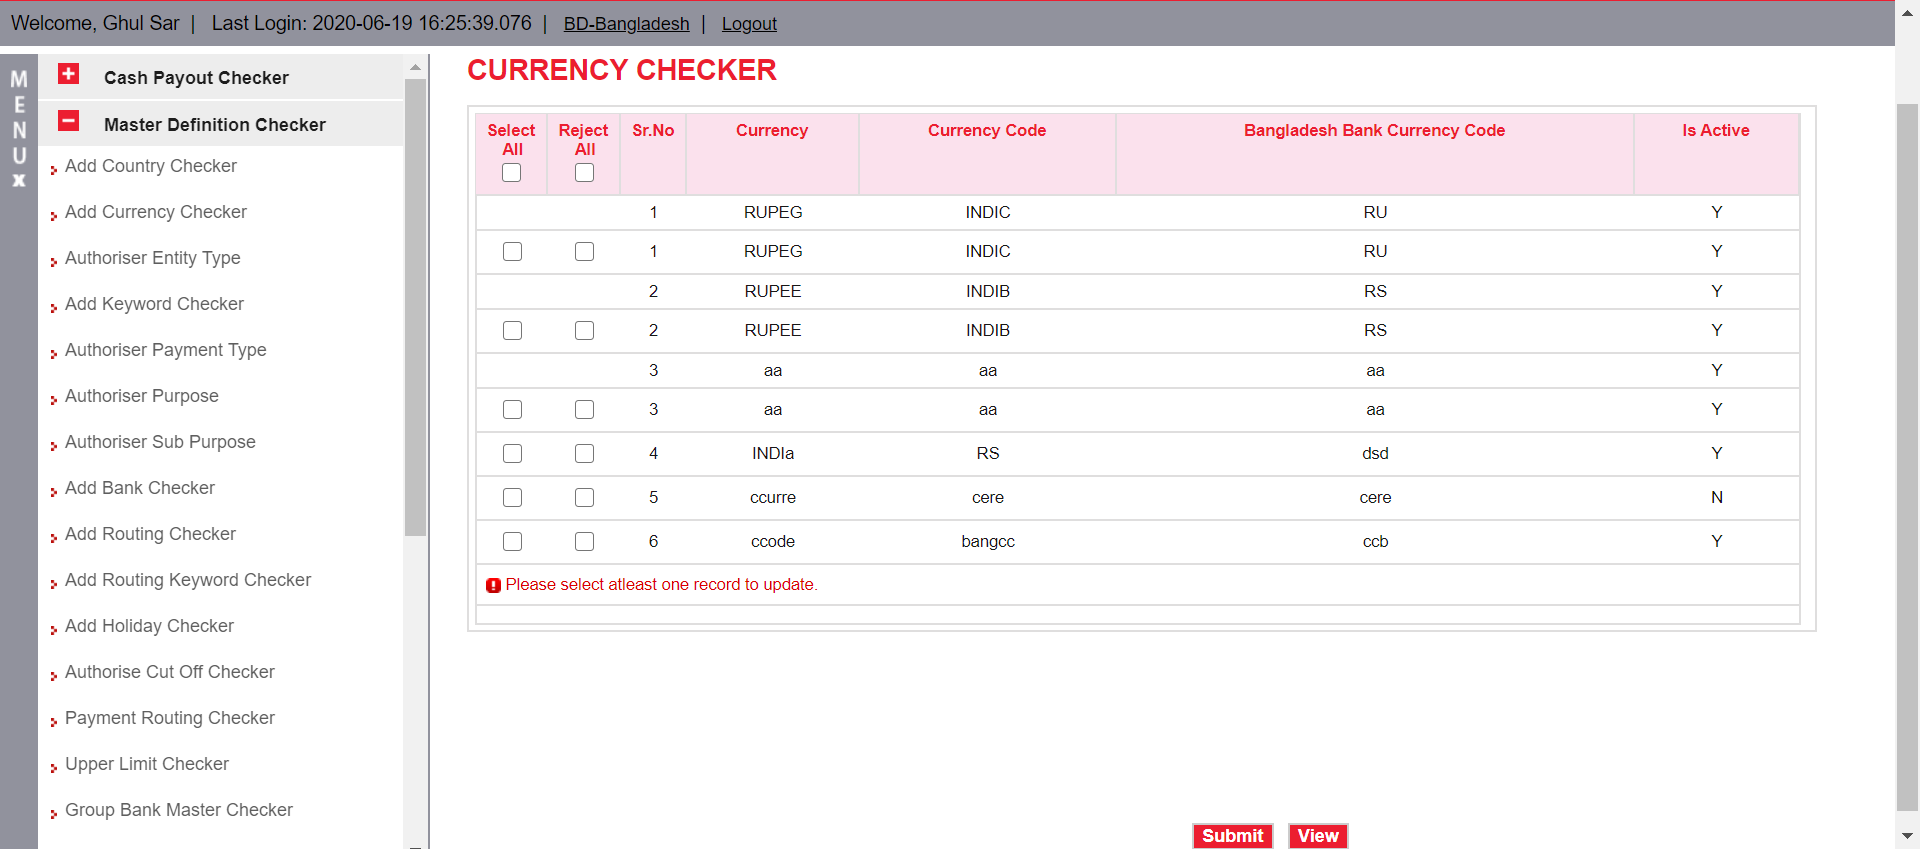 Welcome, Ghul Sar | Last Login: 2020-06-19 16:25:39.076 | BD-Bangladesh | Logout
MENU X
Cash Payout Checker
Master Definition Checker
Add Country Checker
Add Currency Checker
Authoriser Entity Type
Add Keyword Checker
Authoriser Payment Type
Authoriser Purpose
Authoriser Sub Purpose
Add Bank Checker
Add Routing Checker
Add Routing Keyword Checker
Add Holiday Checker
Authorise Cut Off Checker
Payment Routing Checker
Upper Limit Checker
Group Bank Master Checker
CURRENCY CHECKER
Select All Reject All Sr.No Currency Currency Code Bangladesh Bank Currency Code Is Active
1 RUPEG INDIC RU Y
1 RUPEG INDIC RU Y
2 RUPEE INDIB RS Y
2 RUPEE INDIB RS Y
3 aa aa aa Y
3 aa aa aa Y
4 INDIa RS dsd Y
5 ccurre cere cere N
6 ccode bangcc ccb Y
Please select atleast one record to update.
Submit View